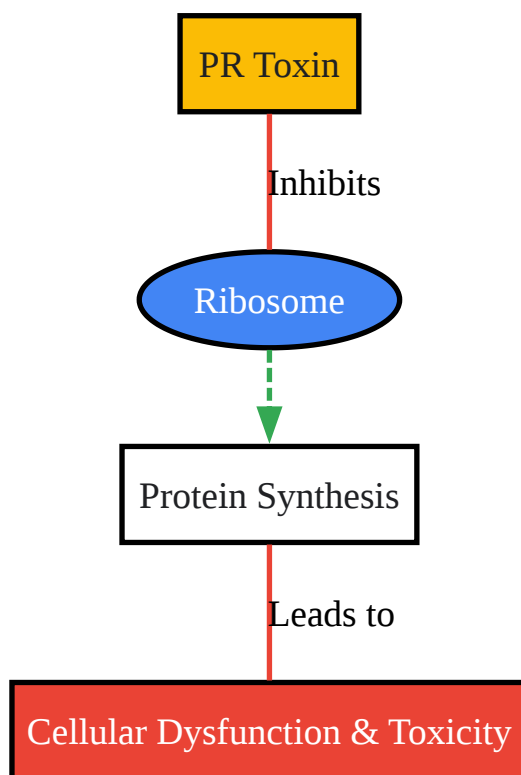 PR Toxin
Inhibits
Ribosome
Protein Synthesis
Leads to
Cellular Dysfunction & Toxicity